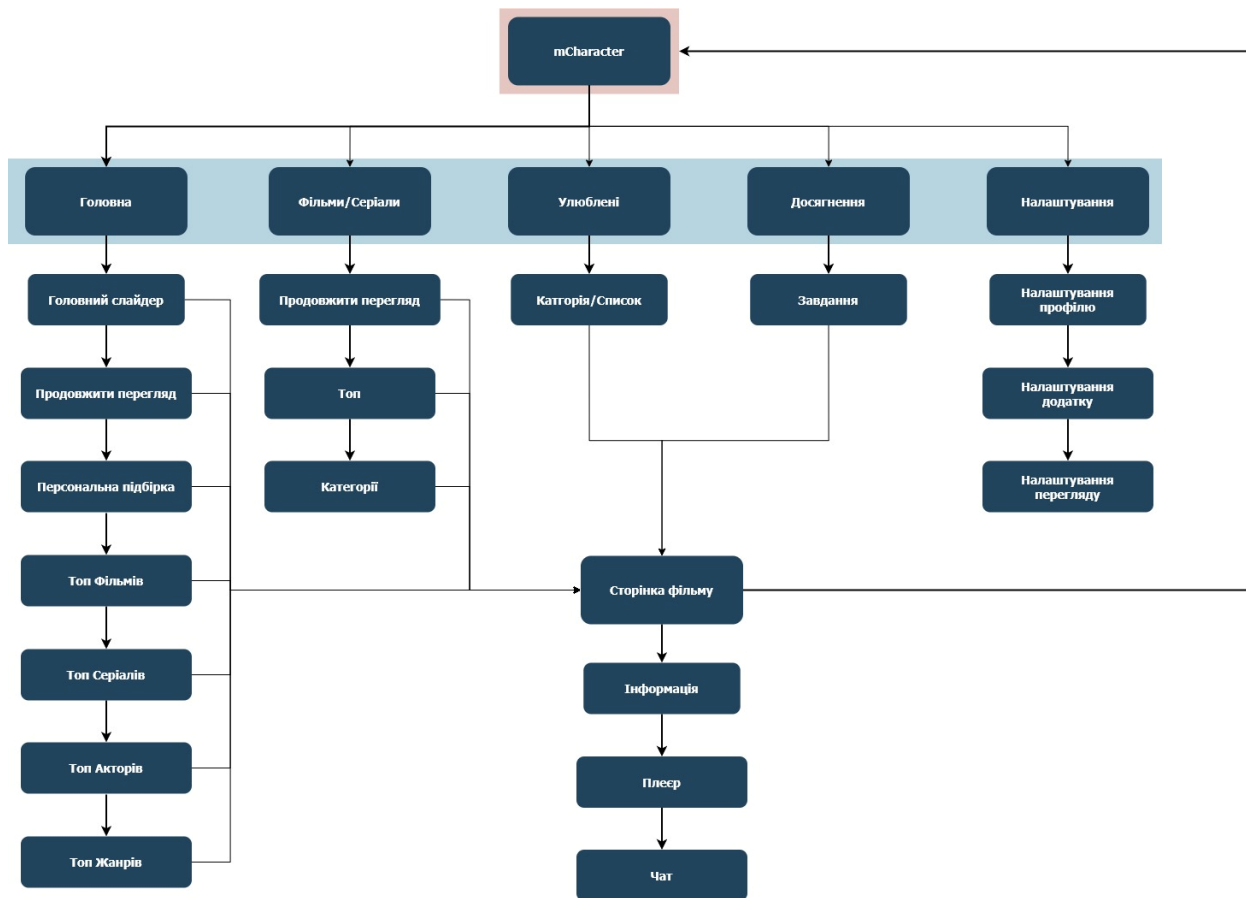 mCharacter
Головна
Фільми/Серіали
Улюблені
Досягнення
Налаштування
Головний слайдер
Продовжити перегляд
Катгорія/Список
Завдання
Налаштування
профілю
Продовжити перегляд
Топ
Налаштування
додатку
Персональна підбірка
Категорії
Налаштування
перегляду
Топ Фільмів
Сторінка фільму
Топ Серіалів
Інформація
Топ Акторів
Плеєр
Топ Жанрів
Чат